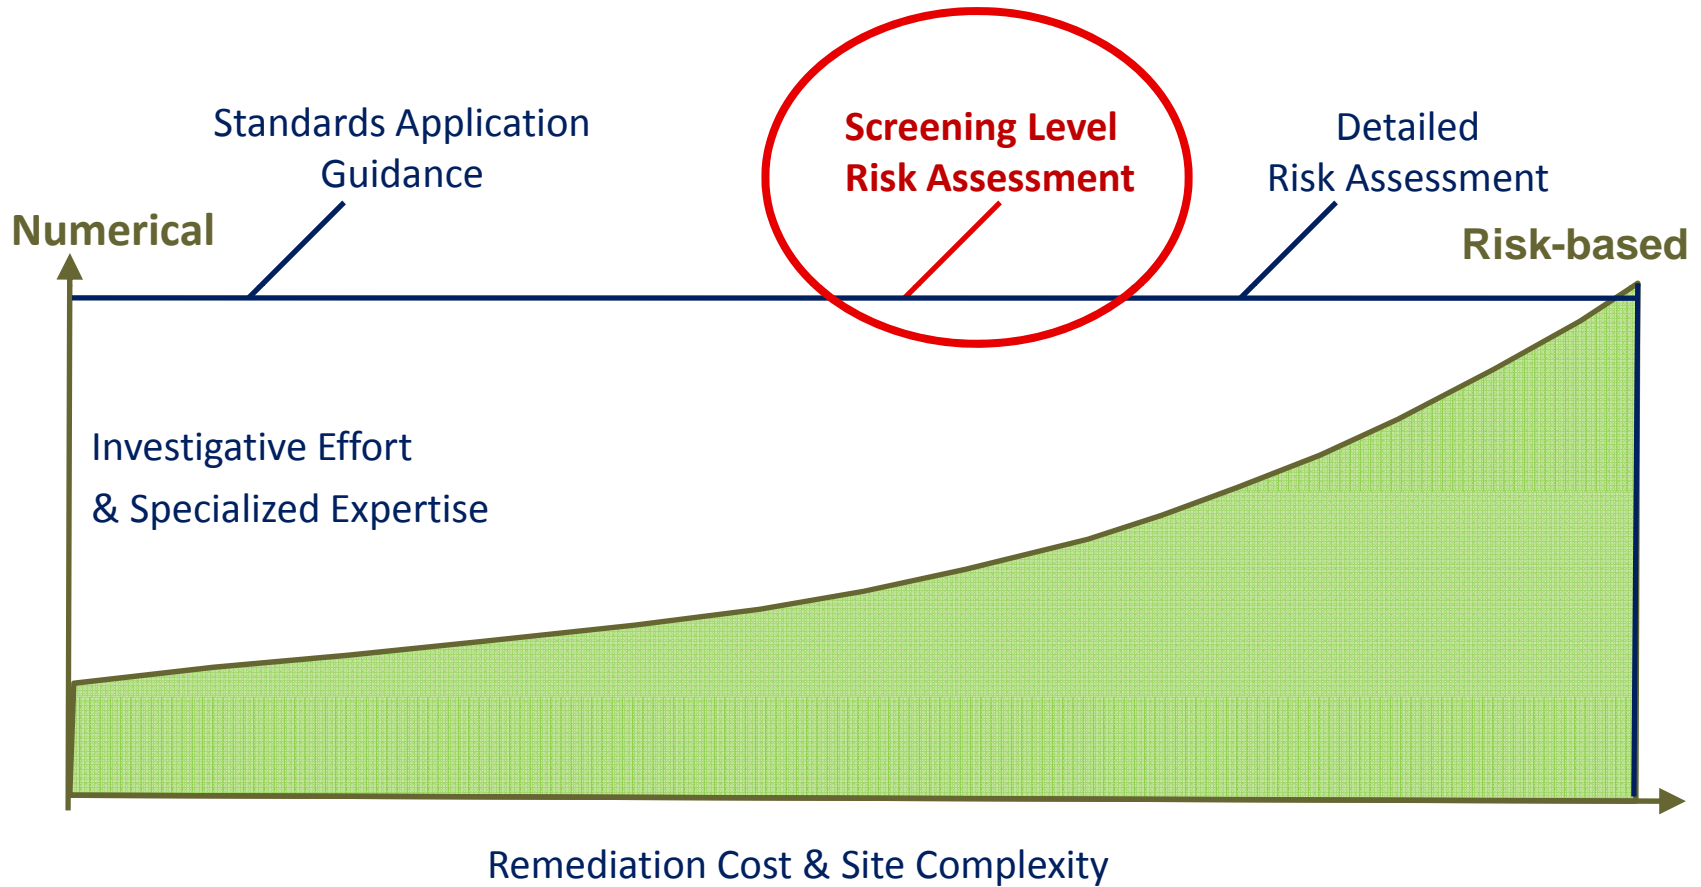 Standards Application
Guidance
Screening Level
Risk Assessment
Detailed
Risk Assessment
Numerical
Risk-based
Investigative Effort
& Specialized Expertise
Remediation Cost & Site Complexity